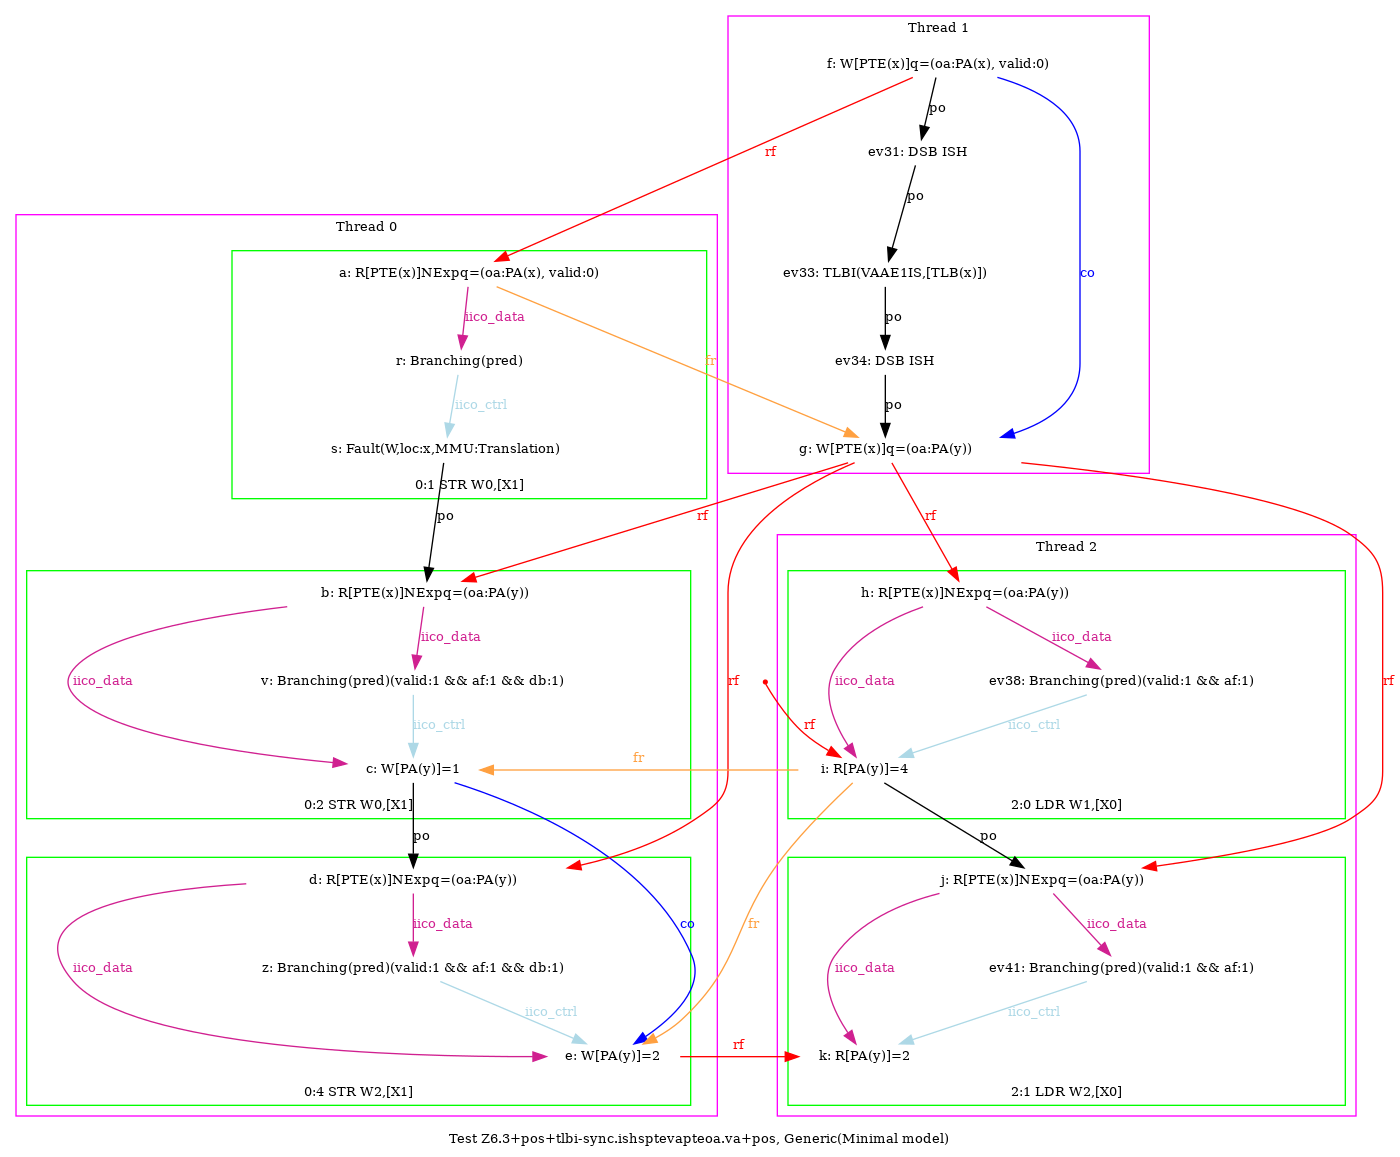 Thread 1
f: W[PTE(x)]q=(oa:PA(x), valid:0)
po
ev31: DSB ISH
rf
po
Thread 0
a: R[PTE(x)]NExpq=(oa:PA(x), valid:0)
ev33: TLBI(VAAE1IS,[TLB(x)])
co
iico_data
po
r: Branching(pred)
fr
ev34: DSB ISH
iico_ctrl
po
s: Fault(W,loc:x,MMU:Translation)
g: W[PTE(x)]q=(oa:PA(y))
0:1 STR W0,[X1]
po
rf
rf
Thread 2
b: R[PTE(x)]NExpq=(oa:PA(y))
h: R[PTE(x)]NExpq=(oa:PA(y))
iico_data
iico_data
iico_data
v: Branching(pred)(valid:1 && af:1 && db:1)
rf
iico_data
ev38: Branching(pred)(valid:1 && af:1)
rf
iico_ctrl
rf
iico_ctrl
fr
c: W[PA(y)]=1
i: R[PA(y)]=4
0:2 STR W0,[X1]
2:0 LDR W1,[X0]
po
po
d: R[PTE(x)]NExpq=(oa:PA(y))
j: R[PTE(x)]NExpq=(oa:PA(y))
iico_data
co
fr
iico_data
iico_data
z: Branching(pred)(valid:1 && af:1 && db:1)
iico_data
ev41: Branching(pred)(valid:1 && af:1)
iico_ctrl
iico_ctrl
rf
e: W[PA(y)]=2
k: R[PA(y)]=2
0:4 STR W2,[X1]
2:1 LDR W2,[X0]
Test Z6.3+pos+tlbi-sync.ishsptevapteoa.va+pos, Generic(Minimal model)